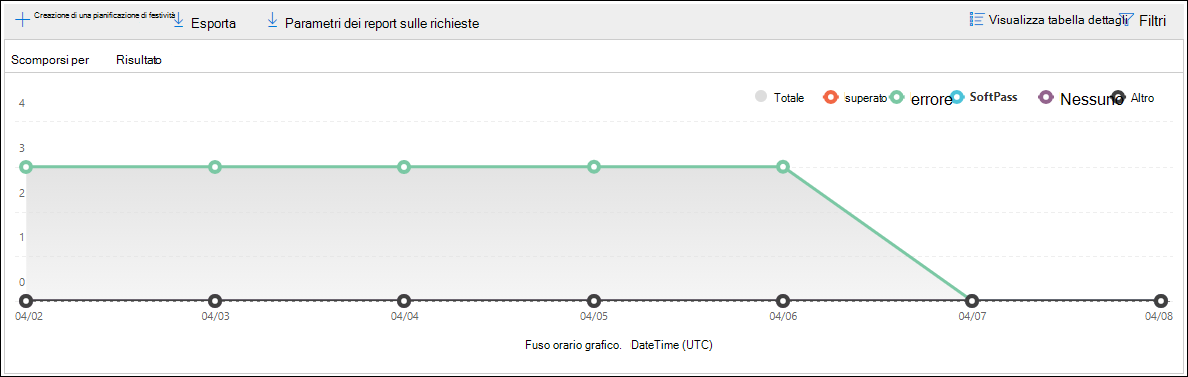 Creazione di una pianificazione di festività Esporta Parametri dei report sulle richieste Visualizza tabella dettagli Filtri
Scomporsi per Risultato
Totale superato errore SoftPass Nessuno Altro
4
3
2
1
0
04/02 04/03 04/04 04/05 04/06 04/07 04/08
Fuso orario grafico. DateTime (UTC)